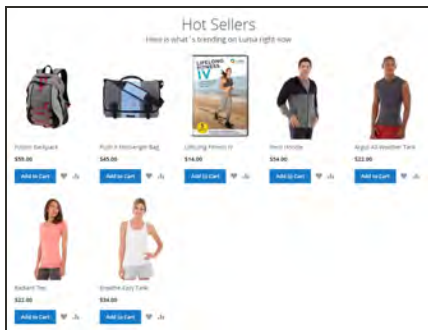 Hot Sellers
Here is what`s trending on Luma right now
LIFELONG
FITNESS
IV
Fusion Backpack
Push It Messenger Bag
LifeLong Fitness IV
Hero Hoodie
Argus All-Weather Tank
$59.00
$45.00
$14.00
$54.00
$22.00
Add to Cart
Add to Cart
Add to Cart
Add to Cart
Add to Cart
Radiant Tee
Breathe-Easy Tank
$22.00
$34.00
Add to Cart
Add to Cart